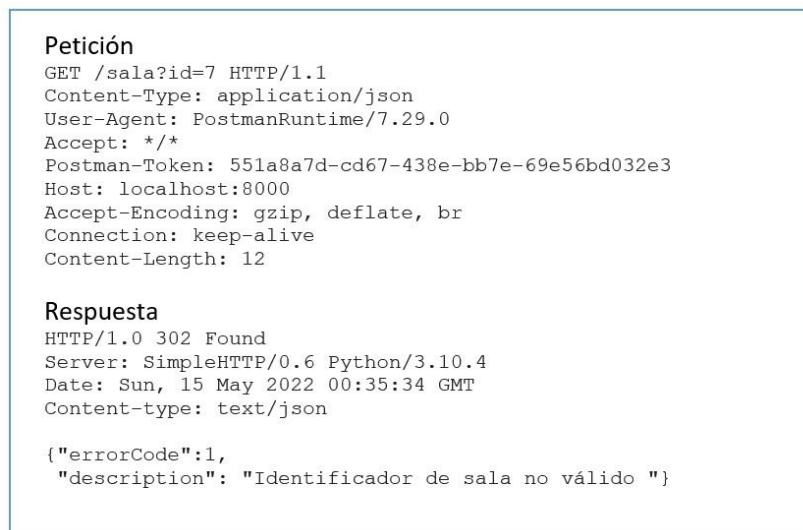 Petición
GET /sala?id=7 HTTP/1.1
Content-Type: application/json
User-Agent: PostmanRuntime/7.29.0
Accept: */*
Postman-Token: 551a8a7d-cd67-438e-bb7e-69e56bd032e3
Host: localhost:8000
Accept-Encoding: gzip, deflate, br
Connection: keep-alive
Content-Length: 12
Respuesta
HTTP/1.0 302 Found
Server: SimpleHTTP/0.6 Python/3.10.4
Date: Sun, 15 May 2022 00:35:34 GMT
Content-type: text/json
{"errorCode":1,
"description": "Identificador de sala no válido "}